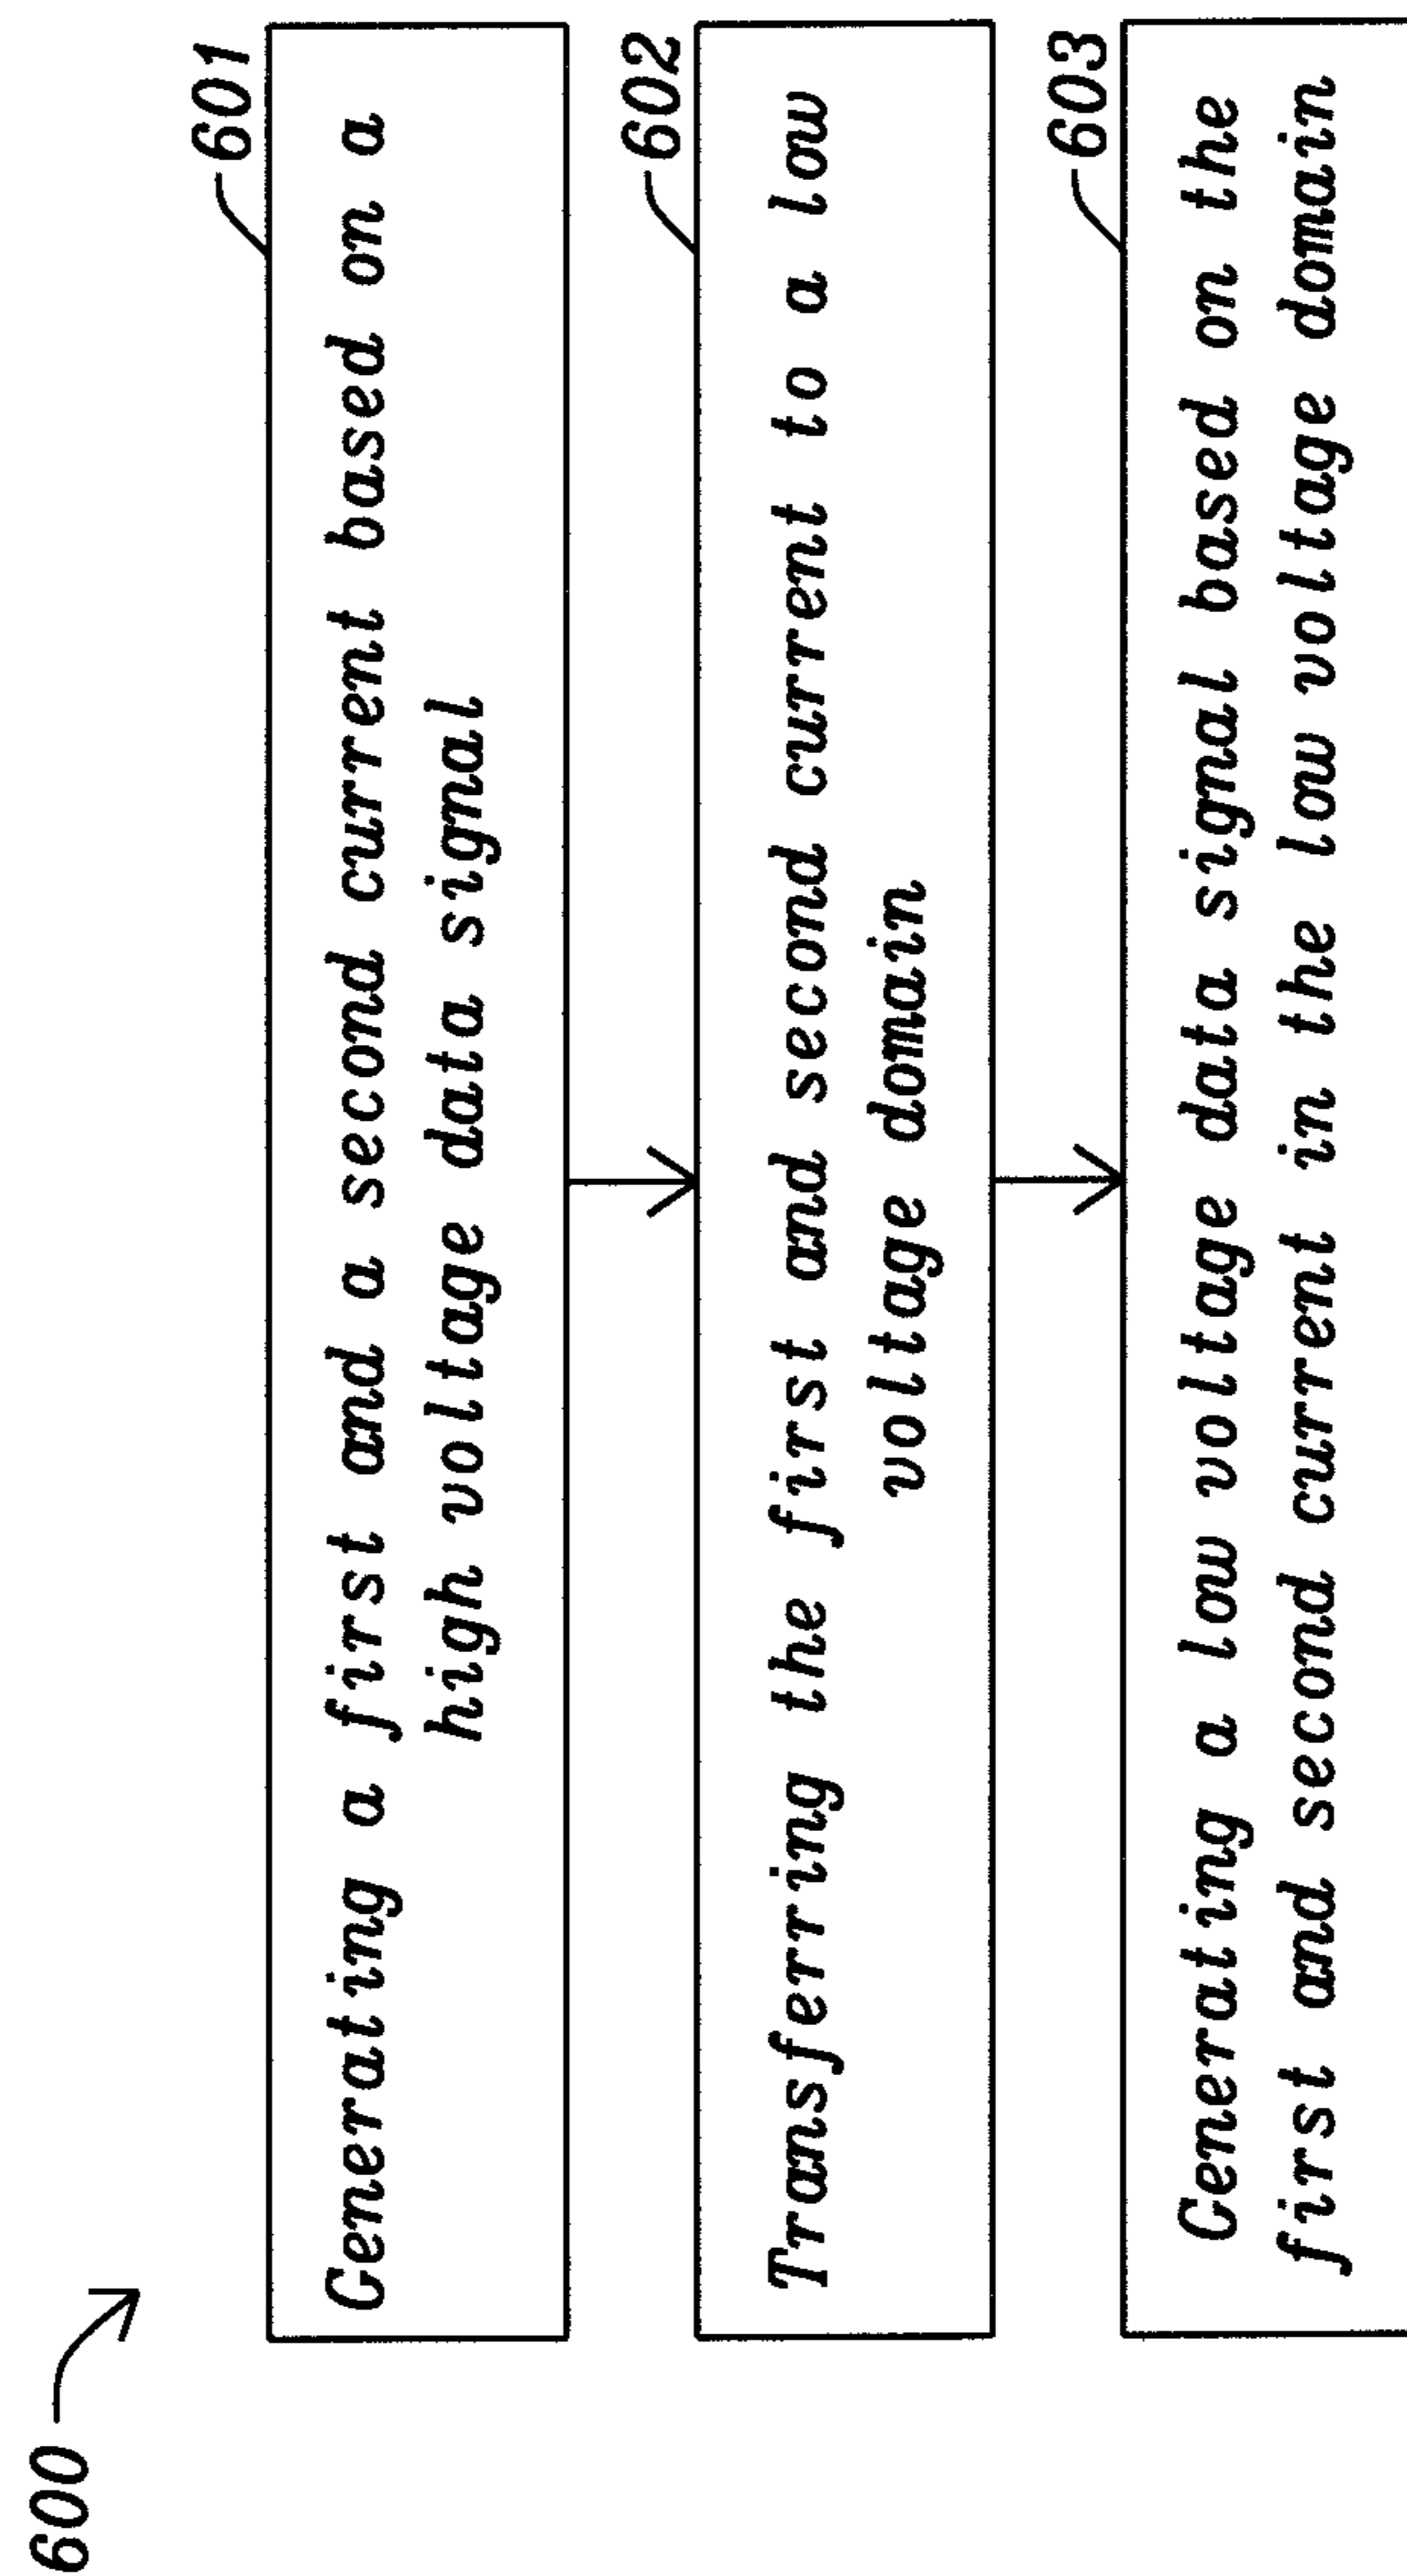 600
601
Generating a first and a second current based on a
high voltage data signal
602
Transferring the first and second current to a low
voltage domain
603
Generating a low voltage data signal based on the
first and second current in the low voltage domain